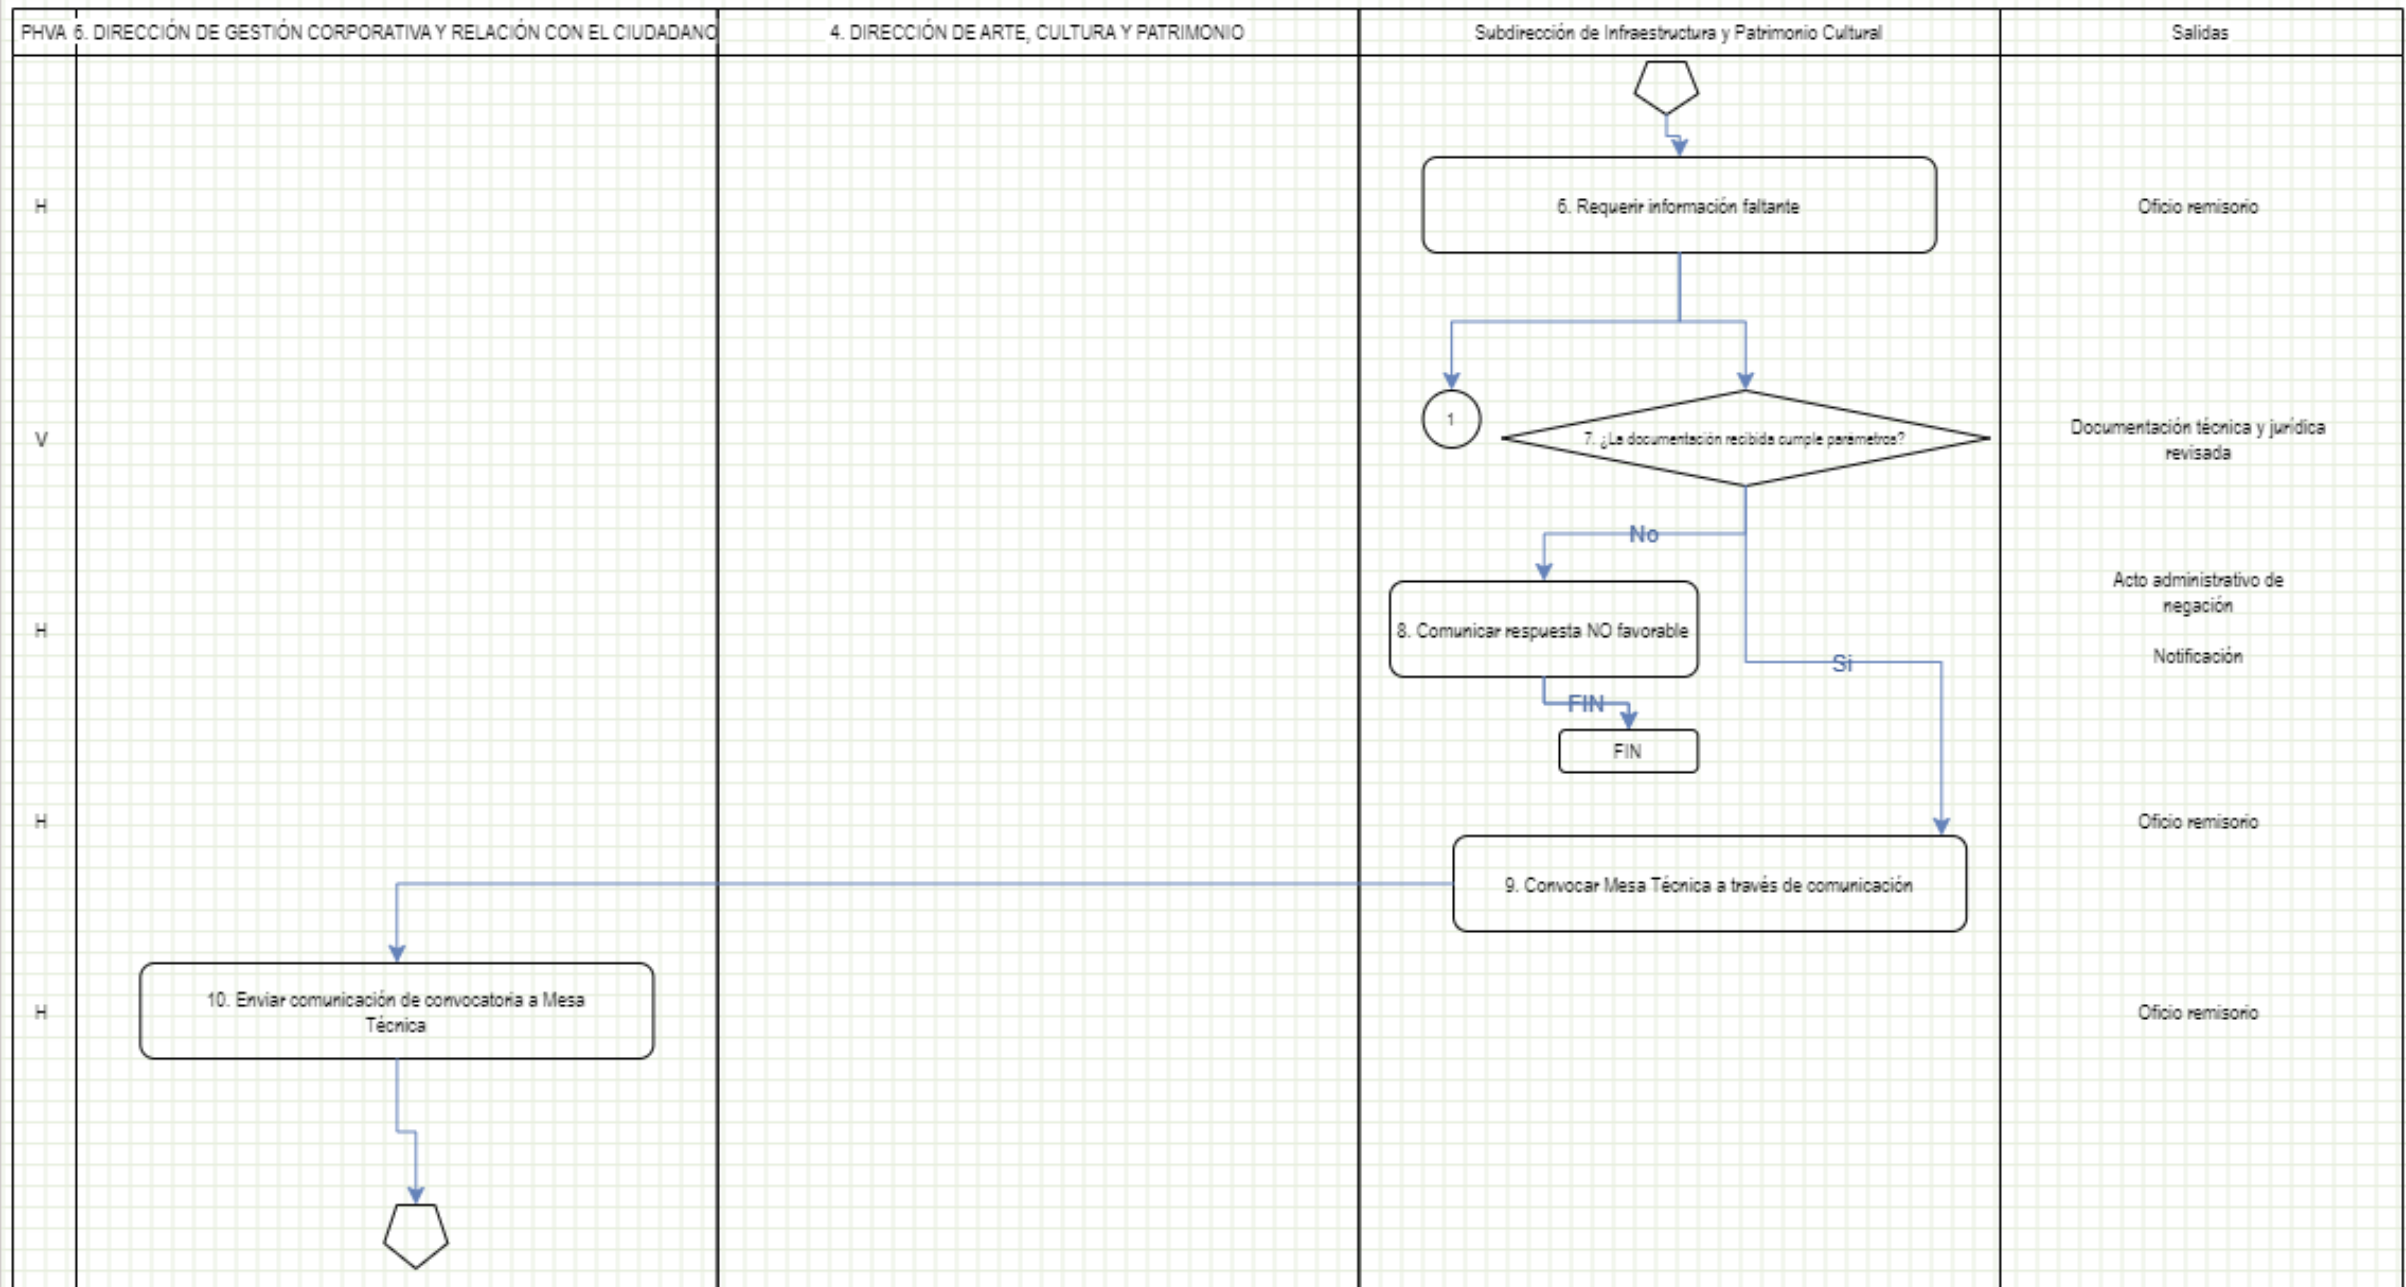 PHVA 6. DIRECCIÓN DE GESTIÓN CORPORATIVA Y RELACIÓN CON EL CIUDADANO 4. DIRECCIÓN DE ARTE, CULTURA Y PATRIMONIO Subdirección de Infraestructura y Patrimonio Cultural Salidas
H 6. Requerir información faltante Oficio remisorio
1
V 7. ¿La documentación recibida cumple parámetros? Documentación técnica y jurídica
revisada
No
Acto administrativo de
negación
H 8. Comunicar respuesta NO favorable
Notificación
Si
FIN
FIN
H Oficio remisorio
9. Convocar Mesa Técnica a través de comunicación
10. Enviar comunicación de convocatoria a Mesa
Técnica
H Oficio remisorio